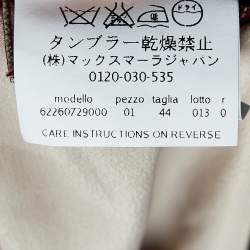 タンブラー乾燥禁止
(株)マックスマーラジャパン
0120-030-535
modello pezzo taglia lotto r
62260729000 01 44 013 0
CARE INSTRUCTIONS ON REVERSE